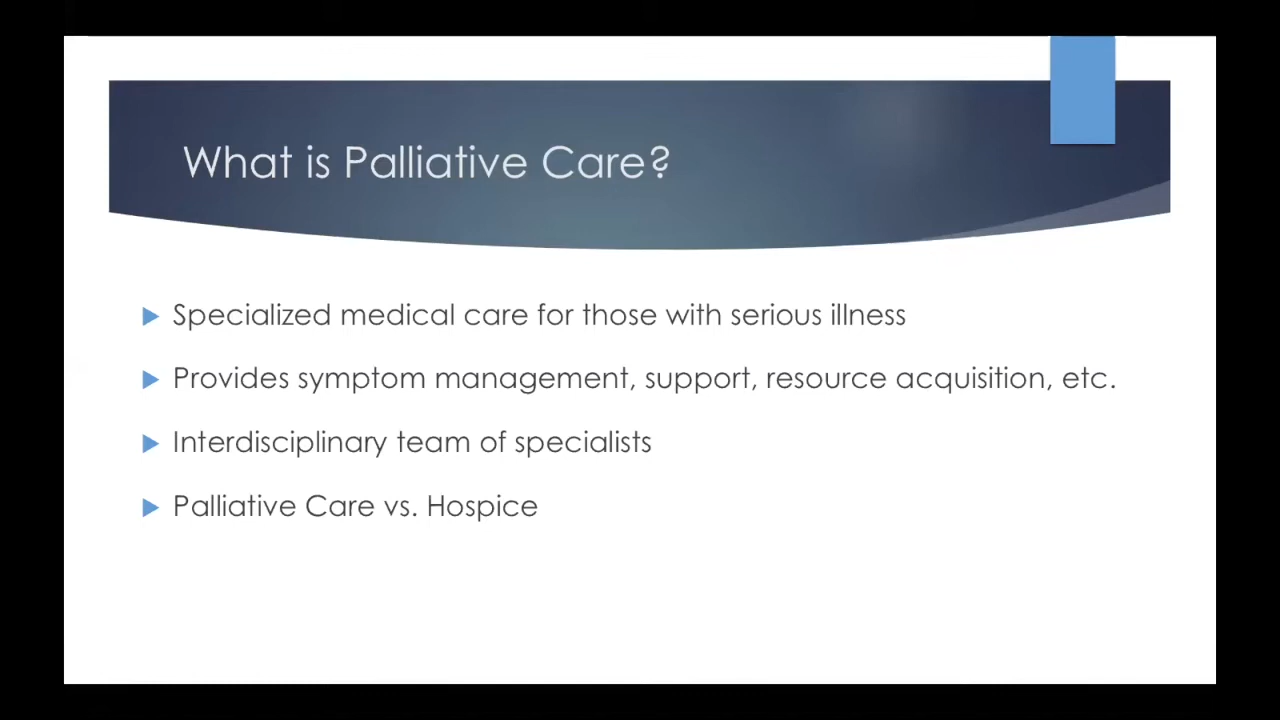 What is Palliative Care?
Specialized medical care for those with serious illness
Provides symptom management, support, resource acquisition, etc.
Interdisciplinary team of specialists
Palliative Care vs. Hospice